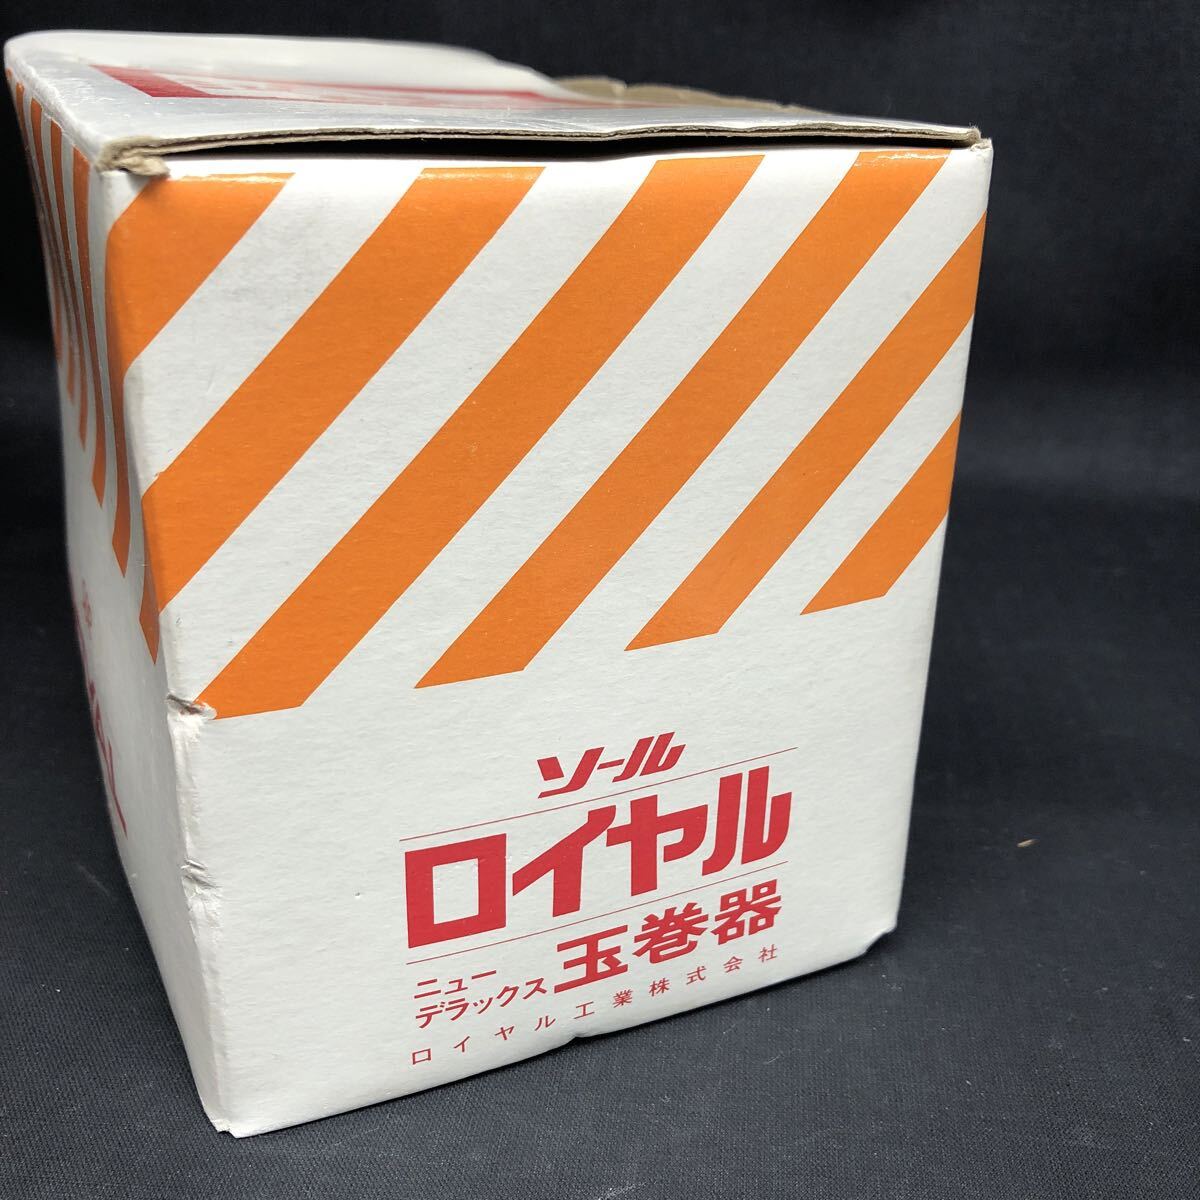 ソール
ロイヤル
ニュー
デラックス 玉巻器
ロイヤル工業株式会社